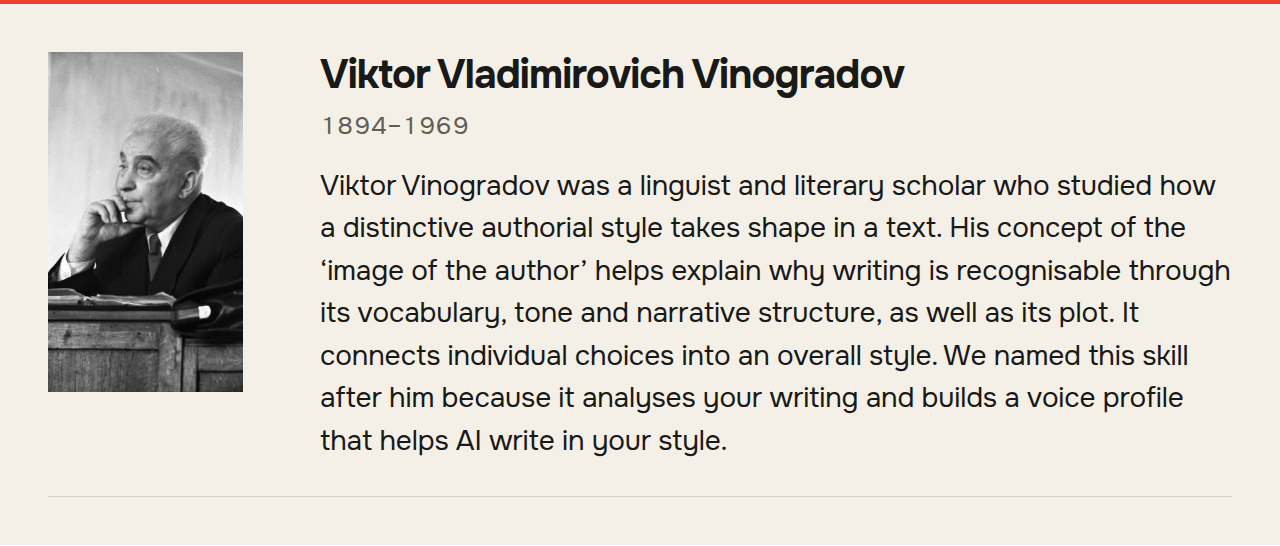 Viktor Vladimirovich Vinogradov
1894–1969
Viktor Vinogradov was a linguist and literary scholar who studied how
a distinctive authorial style takes shape in a text. His concept of the
‘image of the author’ helps explain why writing is recognisable through
its vocabulary, tone and narrative structure, as well as its plot. It
connects individual choices into an overall style. We named this skill
after him because it analyses your writing and builds a voice profile
that helps AI write in your style.